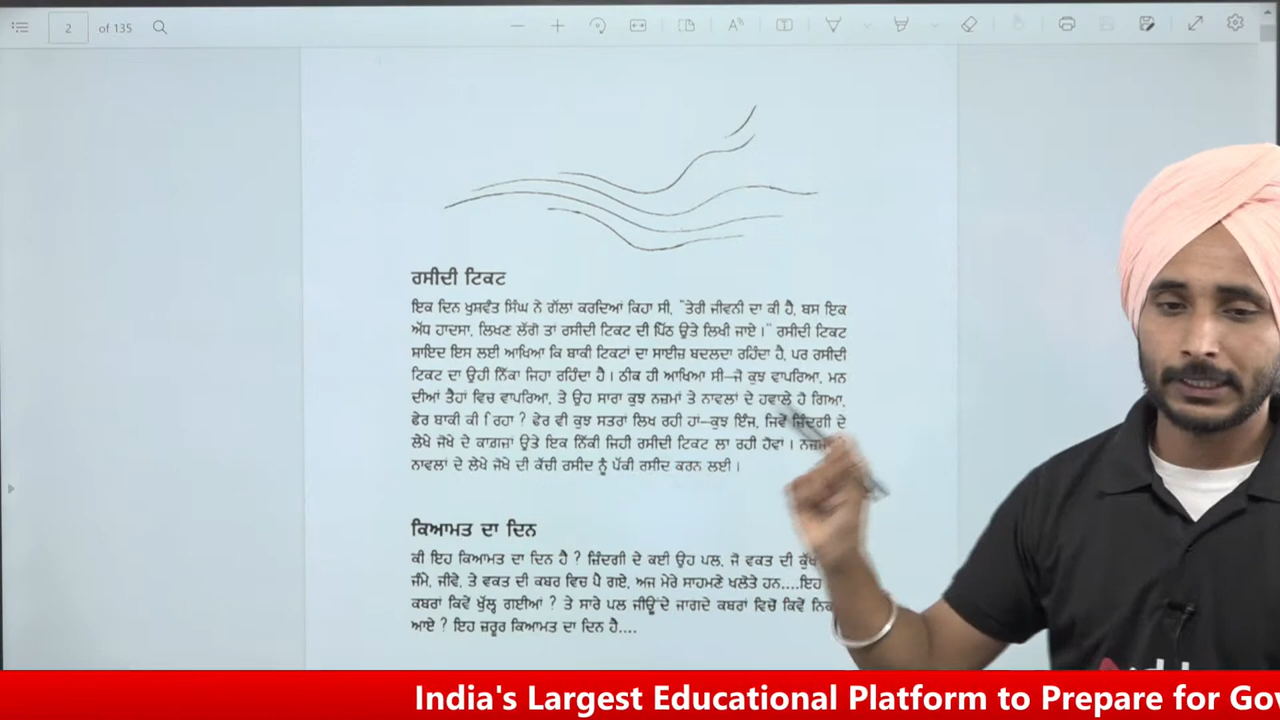 2 of 135
ਰਸੀਦੀ ਟਿਕਟ
ਇਕ ਦਿਨ ਖੁਸ਼ਵੰਤ ਸਿੰਘ ਨੇ ਗੱਲਾਂ ਕਰਦਿਆਂ ਕਿਹਾ ਸੀ, "ਤੇਰੀ ਜੀਵਨੀ ਦਾ ਕੀ ਹੈ, ਬਸ ਇਕ
ਅੱਧ ਹਾਦਸਾ, ਲਿਖਣ ਲੱਗੇ ਤਾਂ ਰਸੀਦੀ ਟਿਕਟ ਦੀ ਪਿੱਠ ਉਤੇ ਲਿਖੀ ਜਾਏ।" ਰਸੀਦੀ ਟਿਕਟ
ਸ਼ਾਇਦ ਇਸ ਲਈ ਆਖਿਆ ਕਿ ਬਾਕੀ ਟਿਕਟਾਂ ਦਾ ਸਾਈਜ਼ ਬਦਲਦਾ ਰਹਿੰਦਾ ਹੈ, ਪਰ ਰਸੀਦੀ
ਟਿਕਟ ਦਾ ਉਹੀ ਨਿੱਕਾ ਜਿਹਾ ਰਹਿੰਦਾ ਹੈ। ਠੀਕ ਹੀ ਆਖਿਆ ਸੀ—ਜੋ ਕੁਝ ਵਾਪਰਿਆ, ਮਨ
ਦੀਆਂ ਤੈਹਾਂ ਵਿਚ ਵਾਪਰਿਆ, ਤੇ ਉਹ ਸਾਰਾ ਕੁਝ ਨਜ਼ਮਾਂ ਤੇ ਨਾਵਲਾਂ ਦੇ ਹਵਾਲੇ ਹੋ ਗਿਆ,
ਫੇਰ ਬਾਕੀ ਕੀ ਰਿਹਾ ? ਫੇਰ ਵੀ ਕੁਝ ਸਤਰਾਂ ਲਿਖ ਰਹੀ ਹਾਂ—ਕੁਝ ਇੰਜ, ਜਿਵੇਂ ਜ਼ਿੰਦਗੀ ਦੇ
ਲੇਖੇ ਜੋਖੇ ਦੇ ਕਾਗਜ਼ਾਂ ਉਤੇ ਇਕ ਨਿੱਕੀ ਜਿਹੀ ਰਸੀਦੀ ਟਿਕਟ ਲਾ ਰਹੀ ਹੋਵਾਂ।
ਨਾਵਲਾਂ ਦੇ ਲੇਖੇ ਜੋਖੇ ਦੀ ਕੱਚੀ ਰਸੀਦ ਨੂੰ ਪੱਕੀ ਰਸੀਦ ਕਰਨ ਲਈ।
ਕਿਆਮਤ ਦਾ ਦਿਨ
ਕੀ ਇਹ ਕਿਆਮਤ ਦਾ ਦਿਨ ਹੈ ? ਜ਼ਿੰਦਗੀ ਦੇ ਕਈ ਉਹ ਪਲ, ਜੋ ਵਕਤ ਦੀ
ਜੰਮੇ, ਜੀਵੇ, ਤੇ ਵਕਤ ਦੀ ਕਬਰ ਵਿਚ ਪੈ ਗਏ, ਅਜ ਮੇਰੇ ਸਾਹਮਣੇ ਖਲੋਤੇ ਹਨ....ਇਹ
ਕਬਰਾਂ ਕਿਵੇਂ ਖੁੱਲ੍ਹ ਗਈਆਂ ? ਤੇ ਸਾਰੇ ਪਲ ਜੀਊਂਦੇ ਜਾਗਦੇ ਕਬਰਾਂ ਵਿਚੋਂ ਕਿਵੇਂ
ਆਏ ? ਇਹ ਜ਼ਰੂਰ ਕਿਆਮਤ ਦਾ ਦਿਨ ਹੈ....
India's Largest Educational Platform to Prepare for Gov